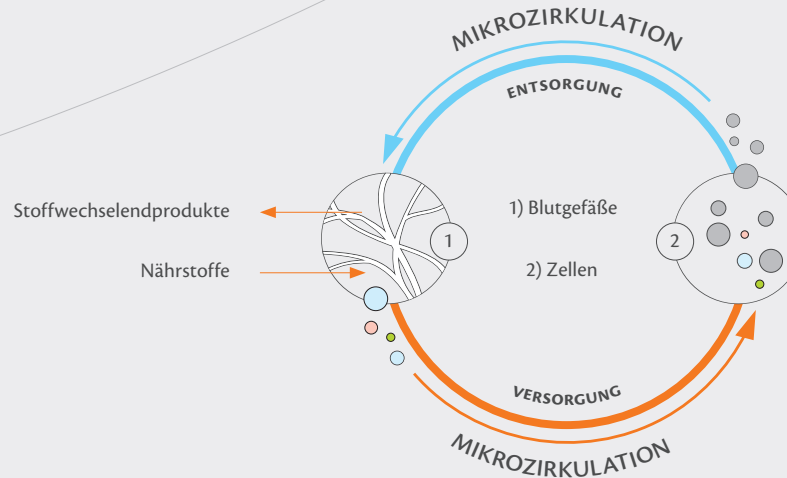 MIKROZIRKULATION
ENTSORGUNG
Stoffwechselendprodukte
1) Blutgefäße
1
2
Nährstoffe
2) Zellen
VERSORGUNG
MIKROZIRKULATION